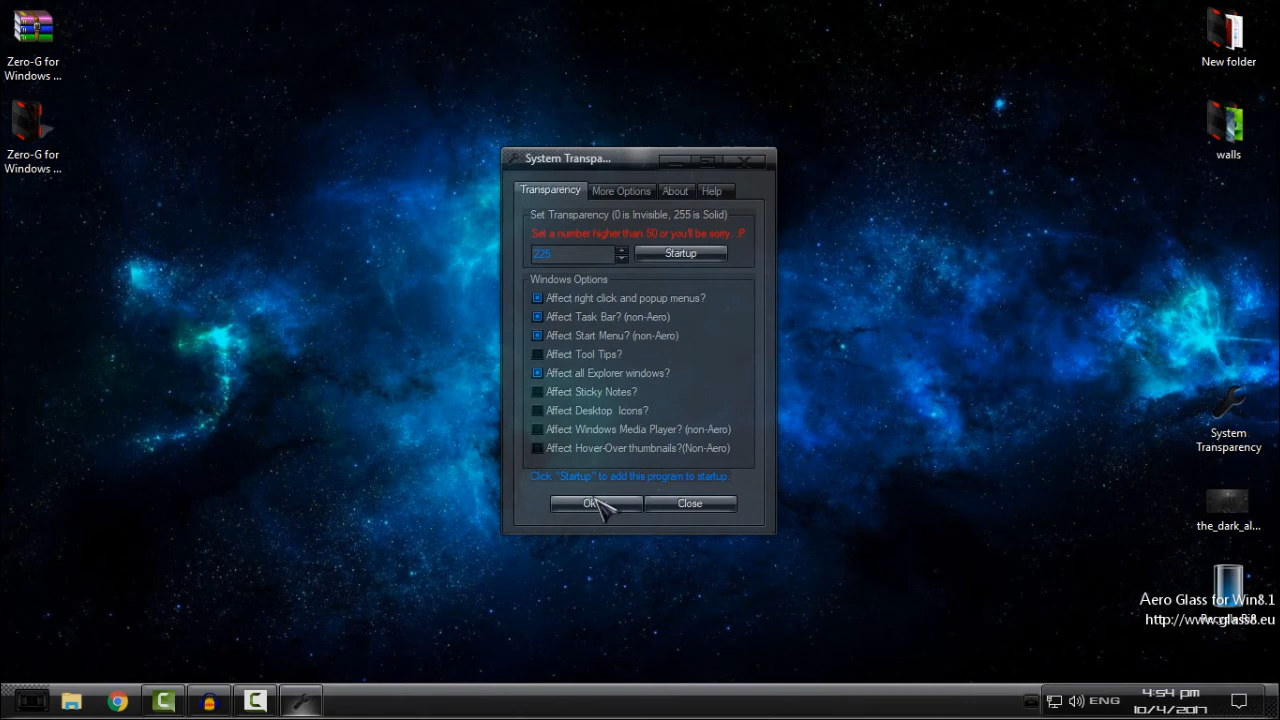 Zero-G for
Windows ...
Zero-G for
Windows ...
New folder
walls
System Transpa...
Transparency
More Options
About
Help
Set Transparency (0 is Invisible, 255 is Solid)
Set a number higher than 50 or you'll be sorry. :P
225
Startup
Windows Options
Affect right click and popup menus?
Affect Task Bar? (non-Aero)
Affect Start Menu? (non-Aero)
Affect Tool Tips?
Affect all Explorer windows?
Affect Sticky Notes?
Affect Desktop Icons?
Affect Windows Media Player? (non-Aero)
Affect Hover-Over thumbnails?(Non-Aero)
Click "Startup" to add this program to startup.
Ok
Close
System
Transparency
the_dark_al...
Aero Glass for Win8.1
http://www.glass8.eu
ENG
4:54 pm
10/4/2017